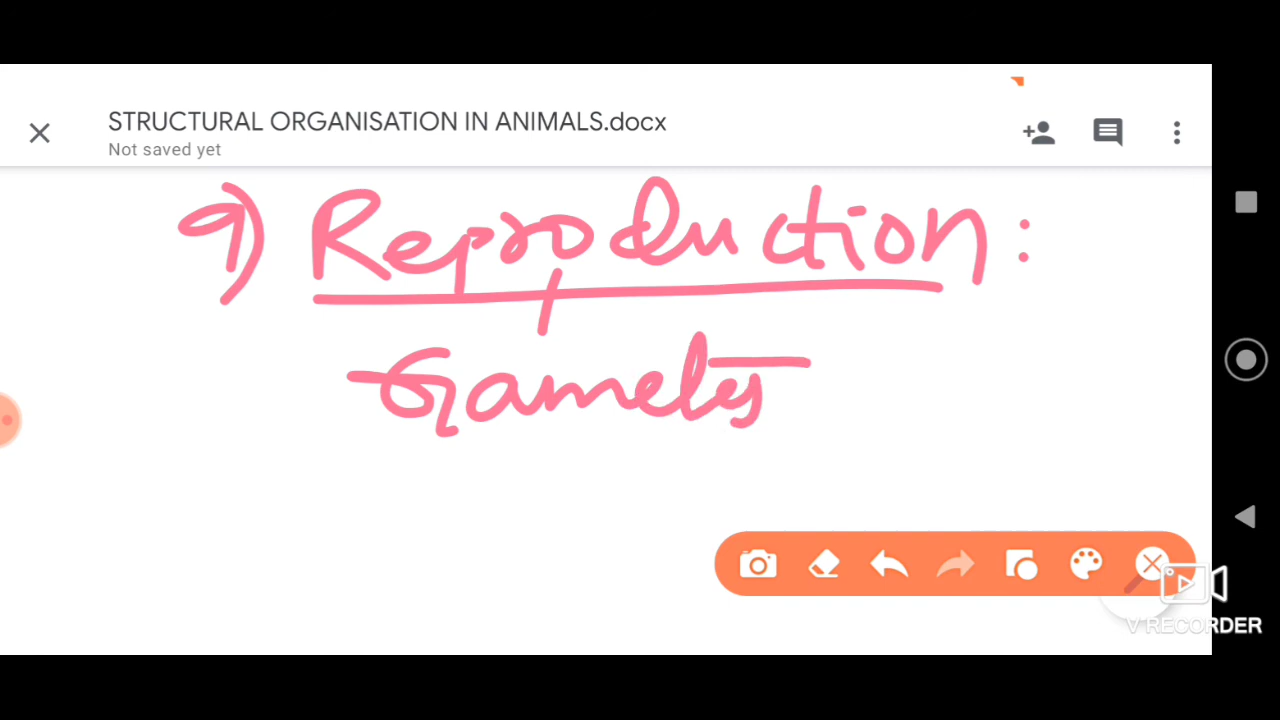 STRUCTURAL ORGANISATION IN ANIMALS.docx
Not saved yet
9) Reproduction:
Gametes
V RECORDER